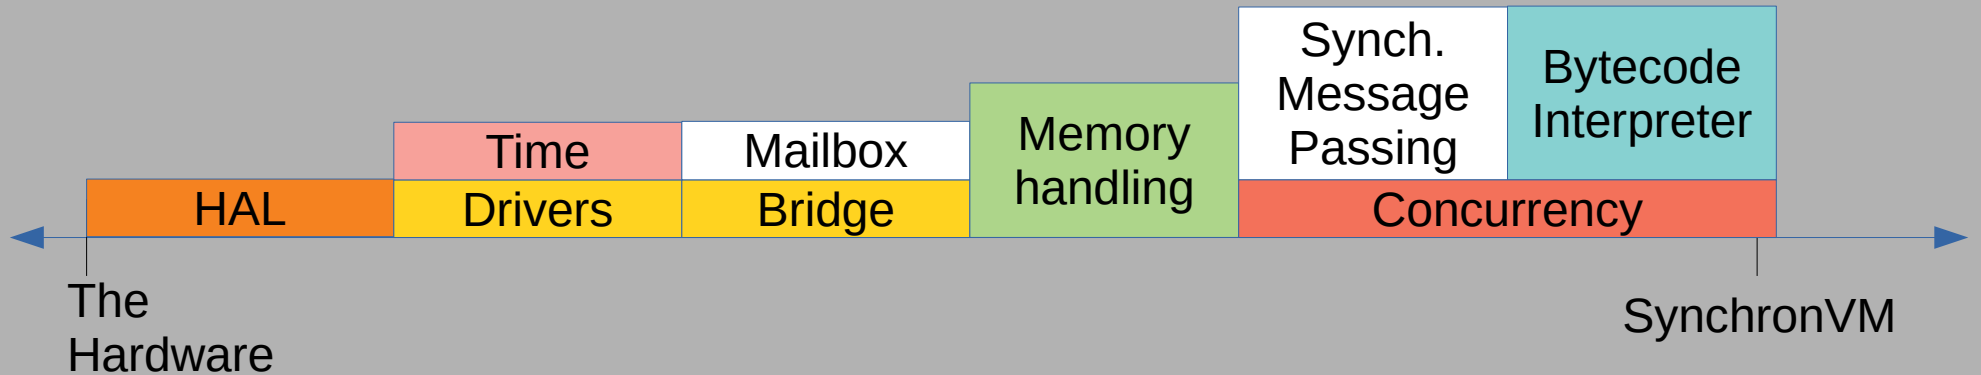 HAL
Time
Drivers
Mailbox
Bridge
Memory
handling
Synch.
Message
Passing
Bytecode
Interpreter
Concurrency
The
Hardware
SynchronVM